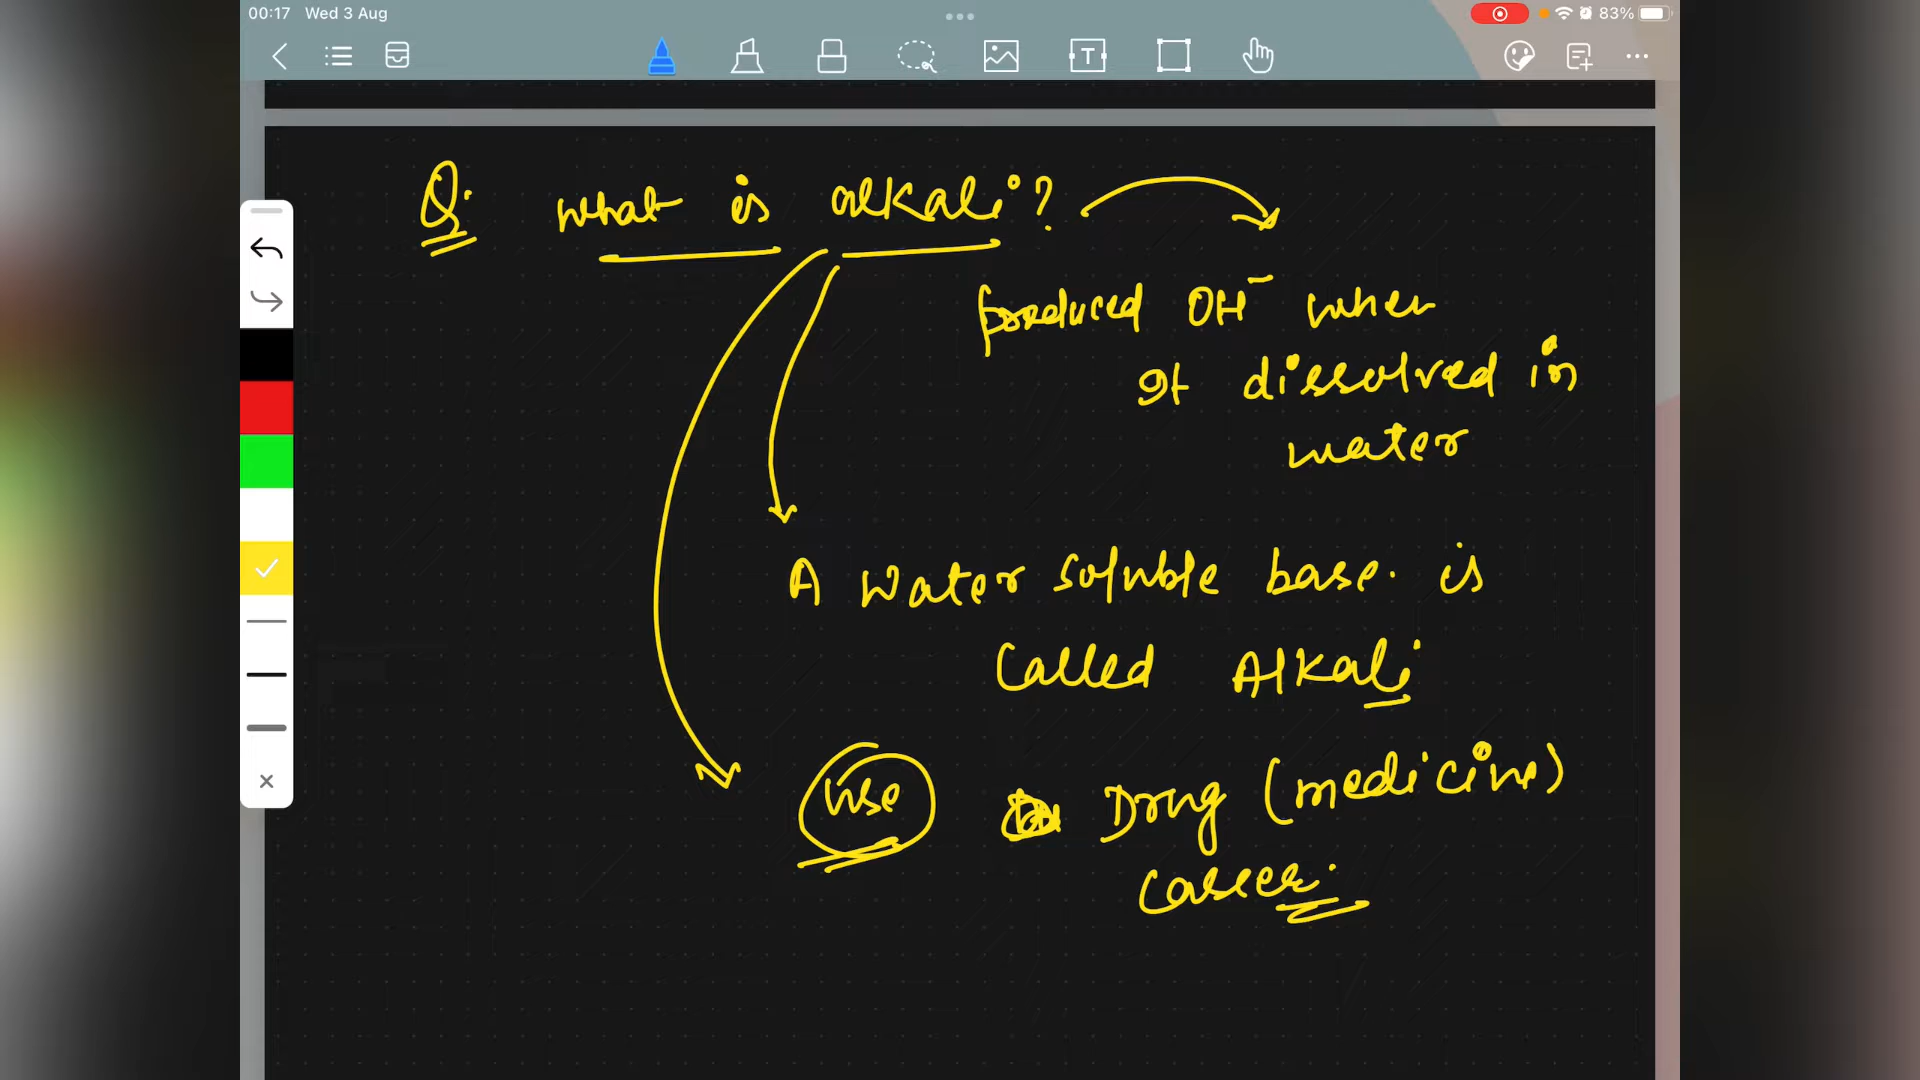 00:17 Wed 3 Aug
83%
T
Q. what is alkali?
produced OH⁻ when
It dissolved in
water
A water soluble base. is
called Alkali
use Drug (medicine)